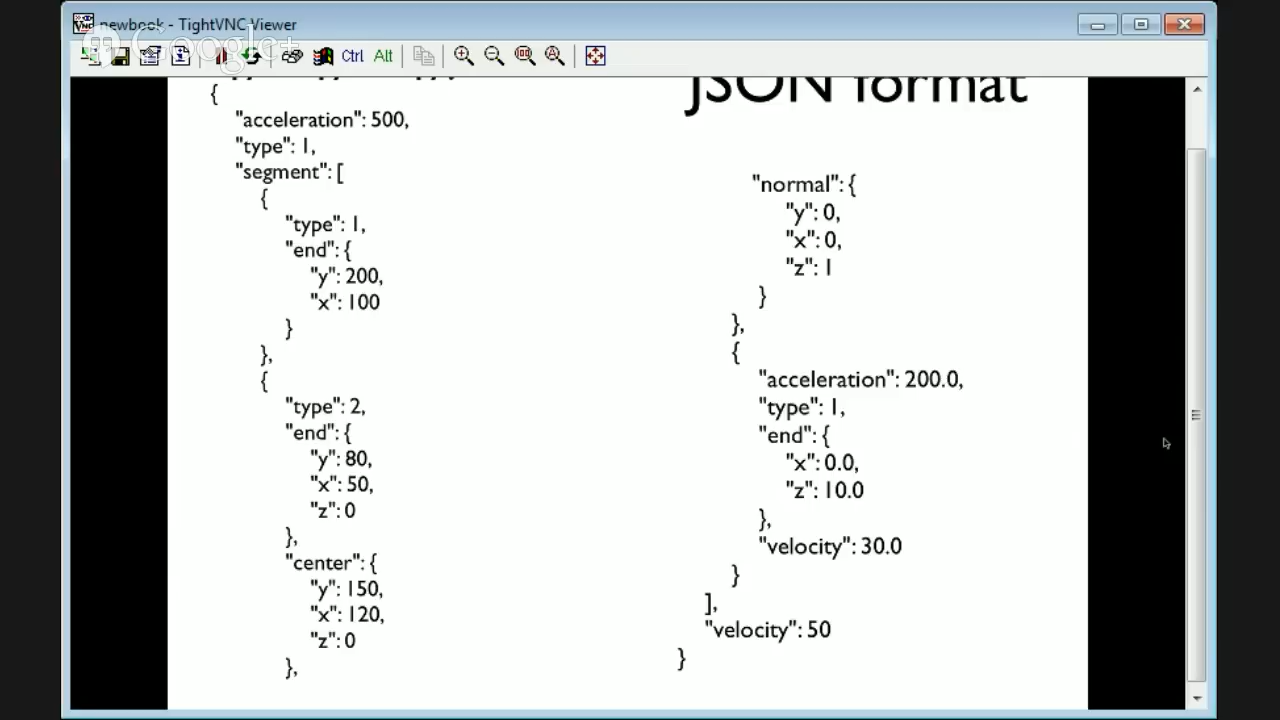 newbook - TightVNC Viewer
Google+
Ctrl Alt
JSON format
{
"acceleration": 500,
"type": 1,
"segment": [
{
"type": 1,
"end": {
"y": 200,
"x": 100
}
},
{
"type": 2,
"end": {
"y": 80,
"x": 50,
"z": 0
},
"center": {
"y": 150,
"x": 120,
"z": 0
},
"normal": {
"y": 0,
"x": 0,
"z": 1
}
},
{
"acceleration": 200.0,
"type": 1,
"end": {
"x": 0.0,
"z": 10.0
},
"velocity": 30.0
}
],
"velocity": 50
}